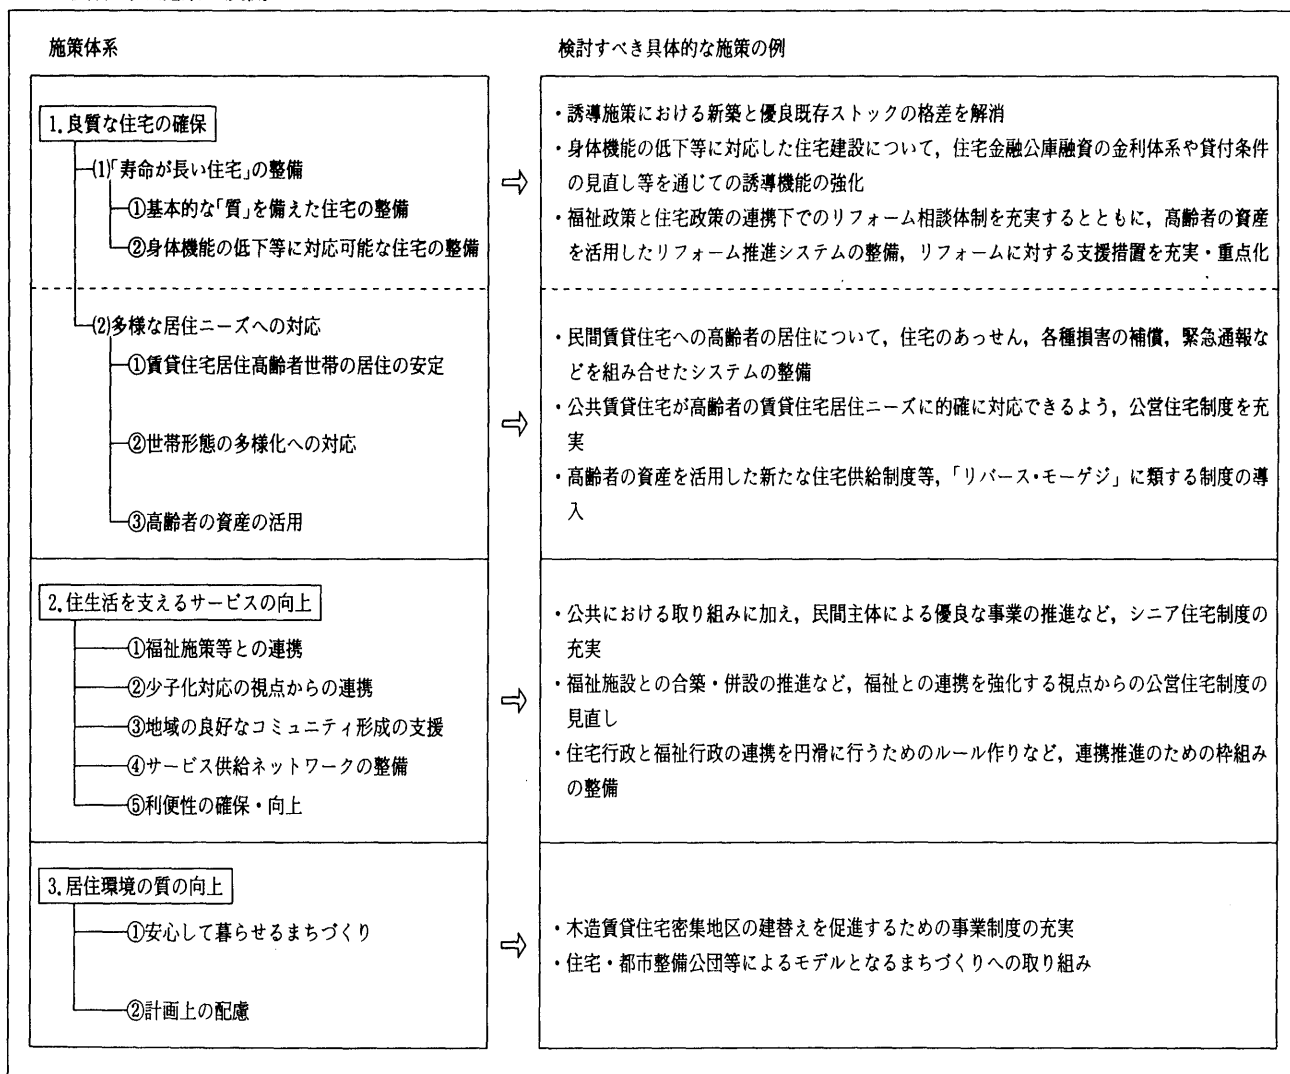 施策体系
検討すべき具体的な施策の例
1.良質な住宅の確保
(1)「寿命が長い住宅」の整備
①基本的な「質」を備えた住宅の整備
②身体機能の低下等に対応可能な住宅の整備
・誘導施策における新築と優良既存ストックの格差を解消
・身体機能の低下等に対応した住宅建設について，住宅金融公庫融資の金利体系や貸付条件
の見直し等を通じての誘導機能の強化
・福祉政策と住宅政策の連携下でのリフォーム相談体制を充実するとともに，高齢者の資産
を活用したリフォーム推進システムの整備，リフォームに対する支援措置を充実・重点化
(2)多様な居住ニーズへの対応
①賃貸住宅居住高齢者世帯の居住の安定
②世帯形態の多様化への対応
③高齢者の資産の活用
・民間賃貸住宅への高齢者の居住について，住宅のあっせん，各種損害の補償，緊急通報な
どを組み合せたシステムの整備
・公共賃貸住宅が高齢者の賃貸住宅居住ニーズに的確に対応できるよう，公営住宅制度を充
実
・高齢者の資産を活用した新たな住宅供給制度等，「リバース・モーゲジ」に類する制度の導
入
2.住生活を支えるサービスの向上
①福祉施策等との連携
②少子化対応の視点からの連携
③地域の良好なコミュニティ形成の支援
④サービス供給ネットワークの整備
⑤利便性の確保・向上
・公共における取り組みに加え，民間主体による優良な事業の推進など，シニア住宅制度の
充実
・福祉施設との合築・併設の推進など，福祉との連携を強化する視点からの公営住宅制度の
見直し
・住宅行政と福祉行政の連携を円滑に行うためのルール作りなど，連携推進のための枠組み
の整備
3.居住環境の質の向上
①安心して暮らせるまちづくり
②計画上の配慮
・木造賃貸住宅密集地区の建替えを促進するための事業制度の充実
・住宅・都市整備公団等によるモデルとなるまちづくりへの取り組み